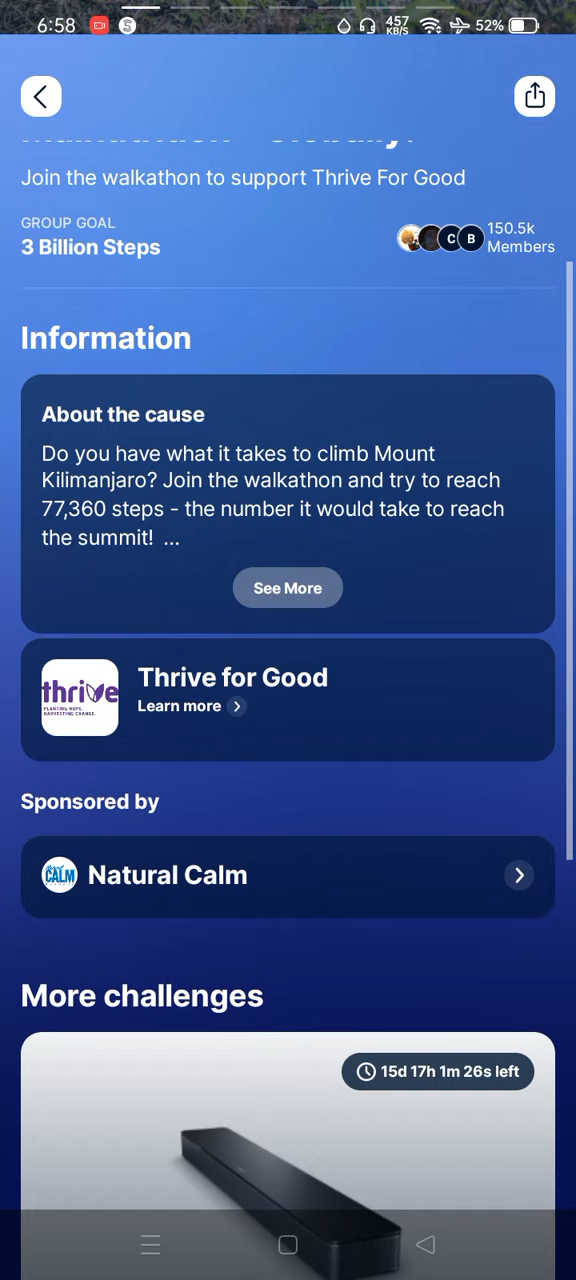 6:58
457
KB/S
52%
Join the walkathon to support Thrive For Good
GROUP GOAL
3 Billion Steps
C
B
150.5k
Members
Information
About the cause
Do you have what it takes to climb Mount
Kilimanjaro? Join the walkathon and try to reach
77,360 steps - the number it would take to reach
the summit! ...
See More
thrive
PLANTING HOPE.
HARVESTING CHANGE.
Thrive for Good
Learn more
Sponsored by
CALM
Natural Calm
More challenges
15d 17h 1m 26s left